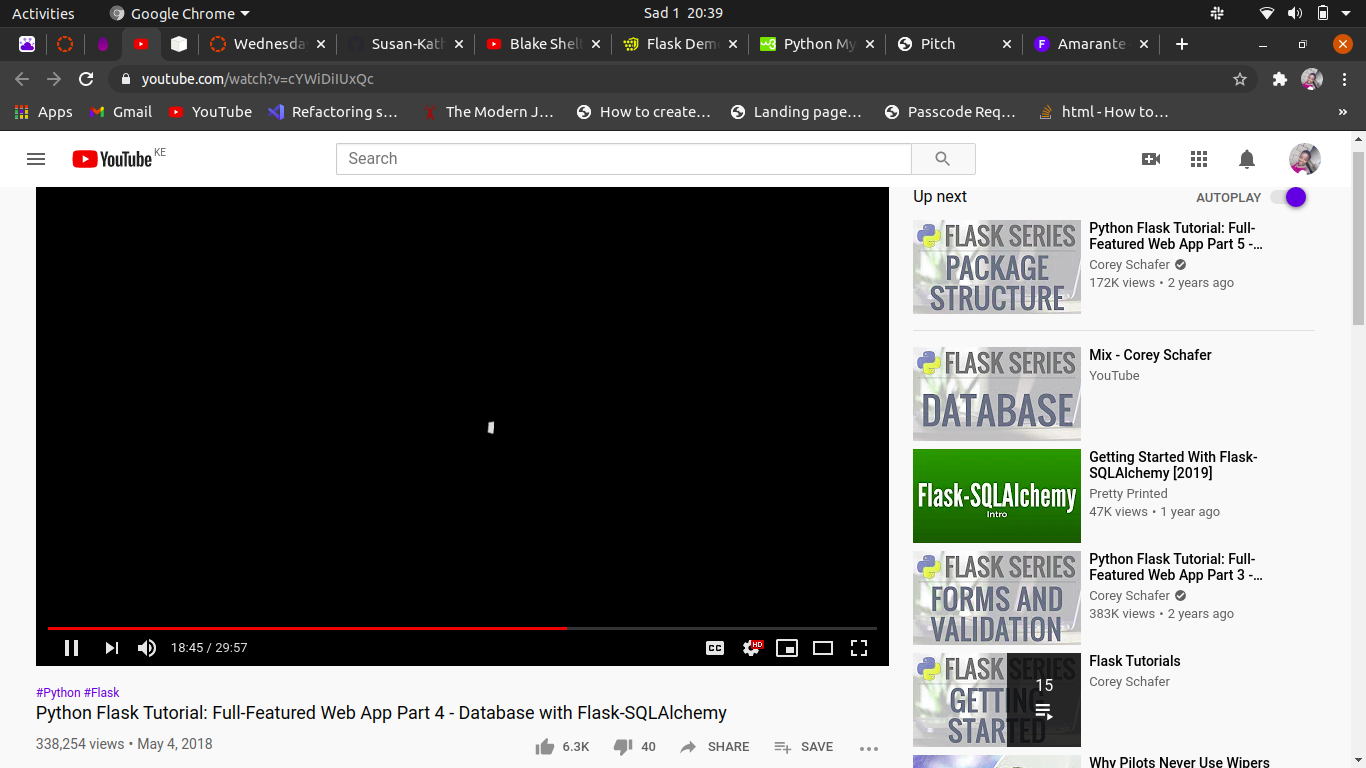 Activities
Google Chrome
Sad 1 20:39
Wednesda
Susan-Kath
Blake Shelt
Flask Dem
Python My
Pitch
Amarante
youtube.com/watch?v=cYWiDiIUxQc
Apps
Gmail
YouTube
Refactoring s…
The Modern J…
How to create…
Landing page…
Passcode Req…
html - How to…
YouTube KE
Search
Up next
AUTOPLAY
FLASK SERIES
PACKAGE
STRUCTURE
Python Flask Tutorial: Full-
Featured Web App Part 5 -…
Corey Schafer
172K views • 2 years ago
FLASK SERIES
DATABASE
Mix - Corey Schafer
YouTube
Flask-SQLAlchemy
Intro
Getting Started With Flask-
SQLAlchemy [2019]
Pretty Printed
47K views • 1 year ago
FLASK SERIES
FORMS AND
VALIDATION
Python Flask Tutorial: Full-
Featured Web App Part 3 -…
Corey Schafer
383K views • 2 years ago
FLASK SERIES
GETTING
STARTED
15
Flask Tutorials
Corey Schafer
Why Pilots Never Use Wipers
18:45 / 29:57
CC
HD
#Python #Flask
Python Flask Tutorial: Full-Featured Web App Part 4 - Database with Flask-SQLAlchemy
338,254 views • May 4, 2018
6.3K
40
SHARE
SAVE